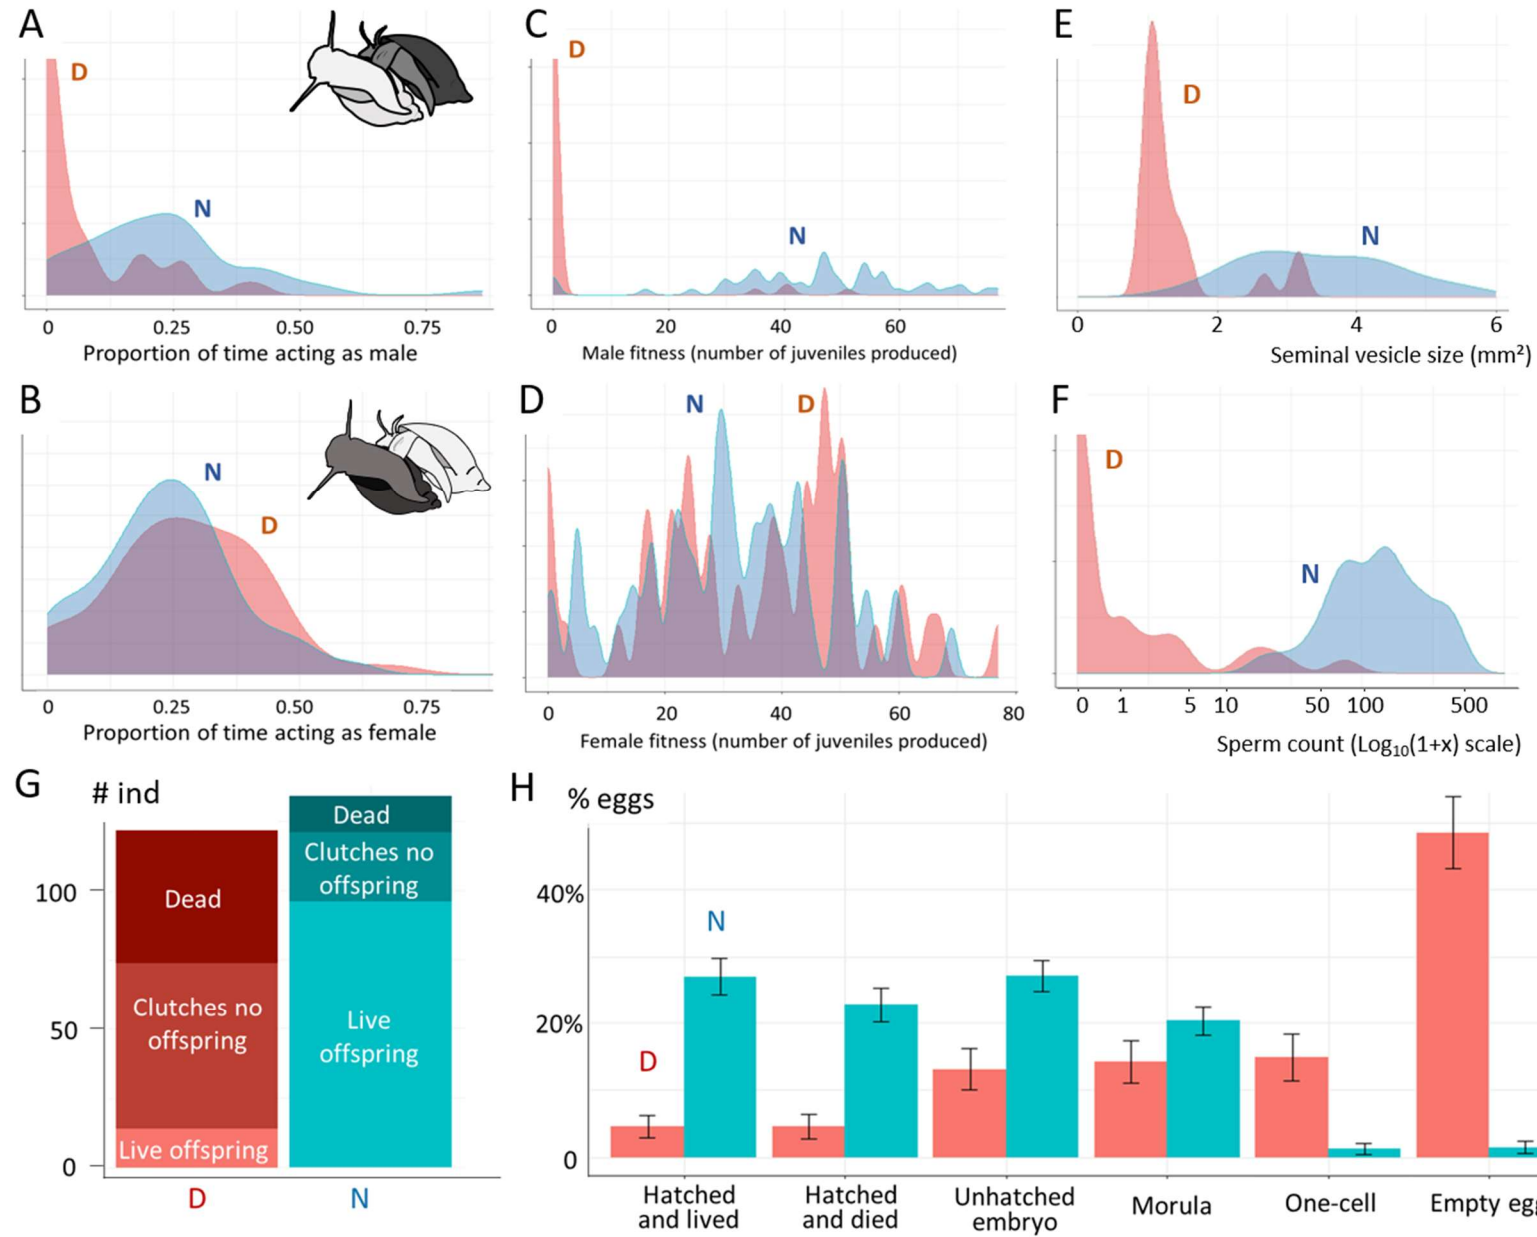 A
D
N
0 0.25 0.50 0.75
Proportion of time acting as male
C
D
N
0 20 40 60
Male fitness (number of juveniles produced)
E
D
N
0 2 4 6
Seminal vesicle size (mm²)
B
N
D
0 0.25 0.50 0.75
Proportion of time acting as female
D
N D
0 20 40 60 80
Female fitness (number of juveniles produced)
F
D
N
0 1 5 10 50 100 500
Sperm count (Log₁₀(1+x) scale)
G
# ind
100
50
0
Dead
Clutches no
offspring
Live offspring
Dead
Clutches no
offspring
Live
offspring
D N
H
% eggs
40%
20%
0
N
D
Hatched
and lived
Hatched
and died
Unhatched
embryo
Morula
One-cell
Empty eg